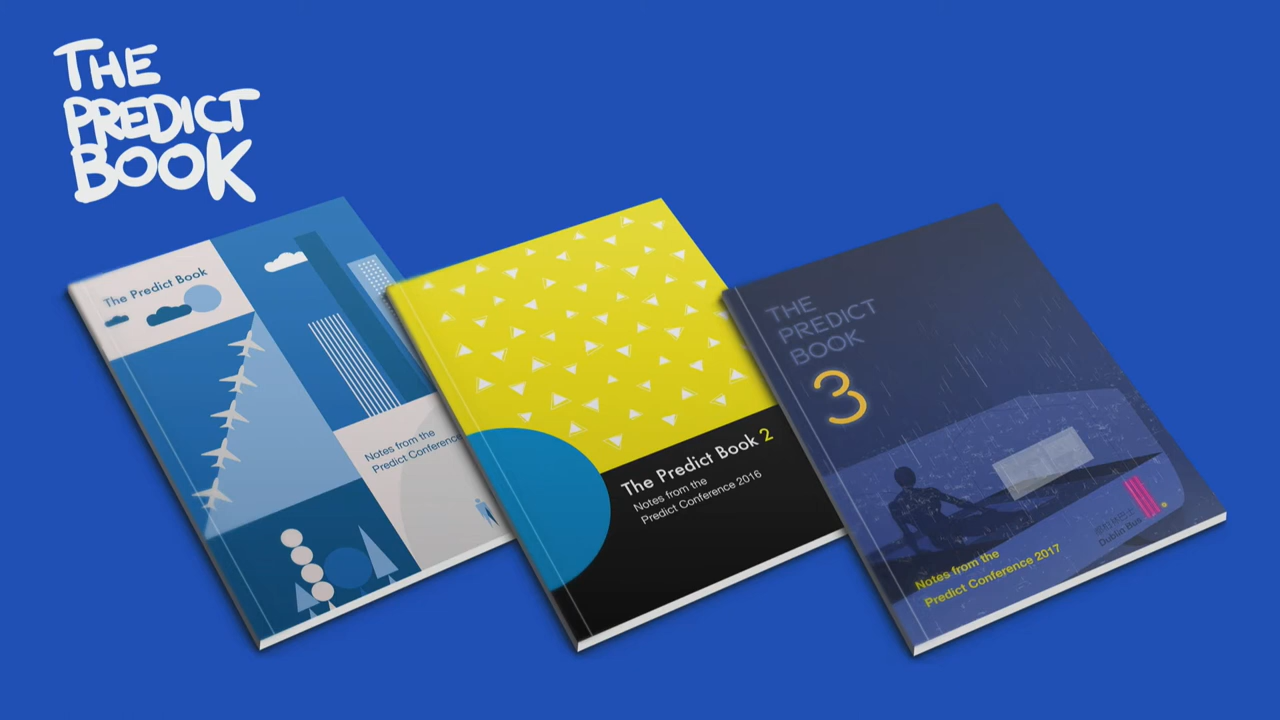 THE
PREDICT
BOOK
The Predict Book
Notes from the
Predict Conference
The Predict Book 2
Notes from the
Predict Conference 2016
THE
PREDICT
BOOK
3
Dublin Bus
Notes from the
Predict Conference 2017